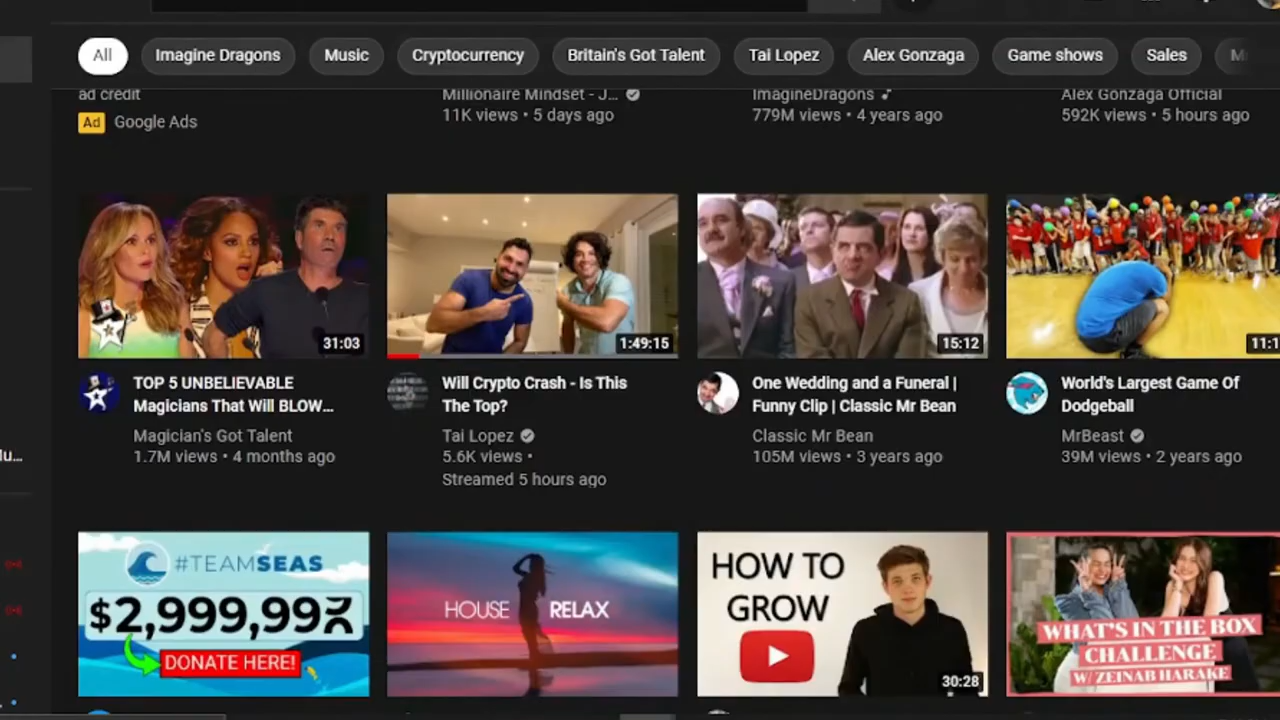 All
Imagine Dragons
Music
Cryptocurrency
Britain's Got Talent
Tai Lopez
Alex Gonzaga
Game shows
Sales
ad credit
Ad Google Ads
Millionaire Mindset - J...
11K views • 5 days ago
ImagineDragons
779M views • 4 years ago
Alex Gonzaga Official
592K views • 5 hours ago
31:03
1:49:15
15:12
11:1
TOP 5 UNBELIEVABLE
Magicians That Will BLOW...
Magician's Got Talent
1.7M views • 4 months ago
Will Crypto Crash - Is This
The Top?
Tai Lopez
5.6K views •
Streamed 5 hours ago
One Wedding and a Funeral |
Funny Clip | Classic Mr Bean
Classic Mr Bean
105M views • 3 years ago
World's Largest Game Of
Dodgeball
MrBeast
39M views • 2 years ago
#TEAMSEAS
$2,999,99
DONATE HERE!
HOUSE RELAX
HOW TO
GROW
30:28
WHAT'S IN THE BOX
CHALLENGE
W/ ZEINAB HARAKE